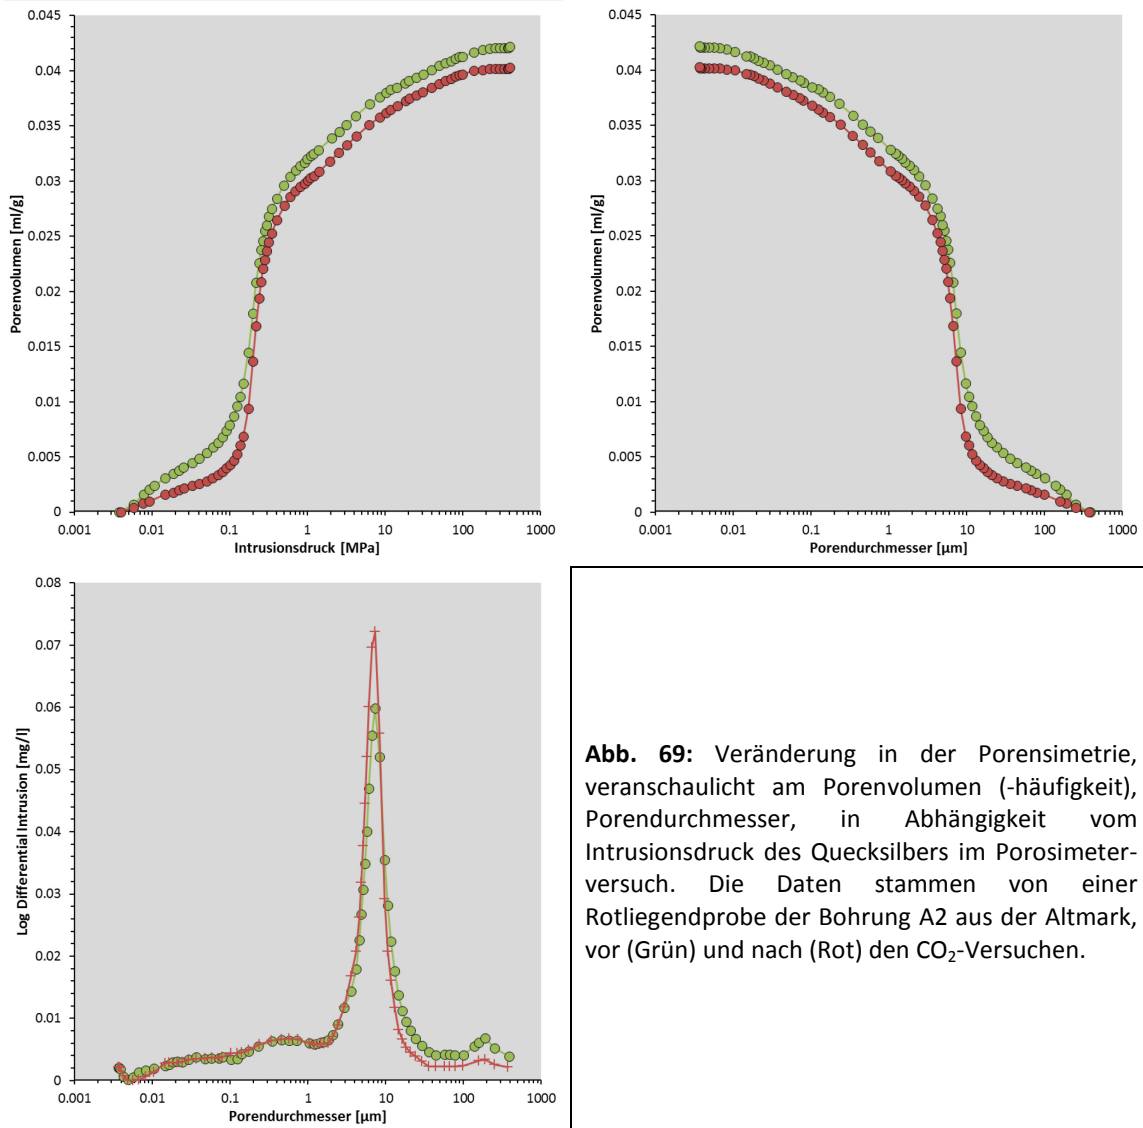 0.045
0.04
0.035
0.03
0.025
0.02
0.015
0.01
0.005
0
Porenvolumen [ml/g]
0.001 0.01 0.1 1 10 100 1000
Intrusionsdruck [MPa]
0.045
0.04
0.035
0.03
0.025
0.02
0.015
0.01
0.005
0
Porenvolumen [ml/g]
0.001 0.01 0.1 1 10 100 1000
Porendurchmesser [µm]
0.08
0.07
0.06
0.05
0.04
0.03
0.02
0.01
0
Log Differential Intrusion [mg/l]
0.001 0.01 0.1 1 10 100 1000
Porendurchmesser [µm]
Abb. 69: Veränderung in der Porensimetrie,
veranschaulicht am Porenvolumen (-häufigkeit),
Porendurchmesser, in Abhängigkeit vom
Intrusionsdruck des Quecksilbers im Porosimeter-
versuch. Die Daten stammen von einer
Rotliegendprobe der Bohrung A2 aus der Altmark,
vor (Grün) und nach (Rot) den CO₂-Versuchen.